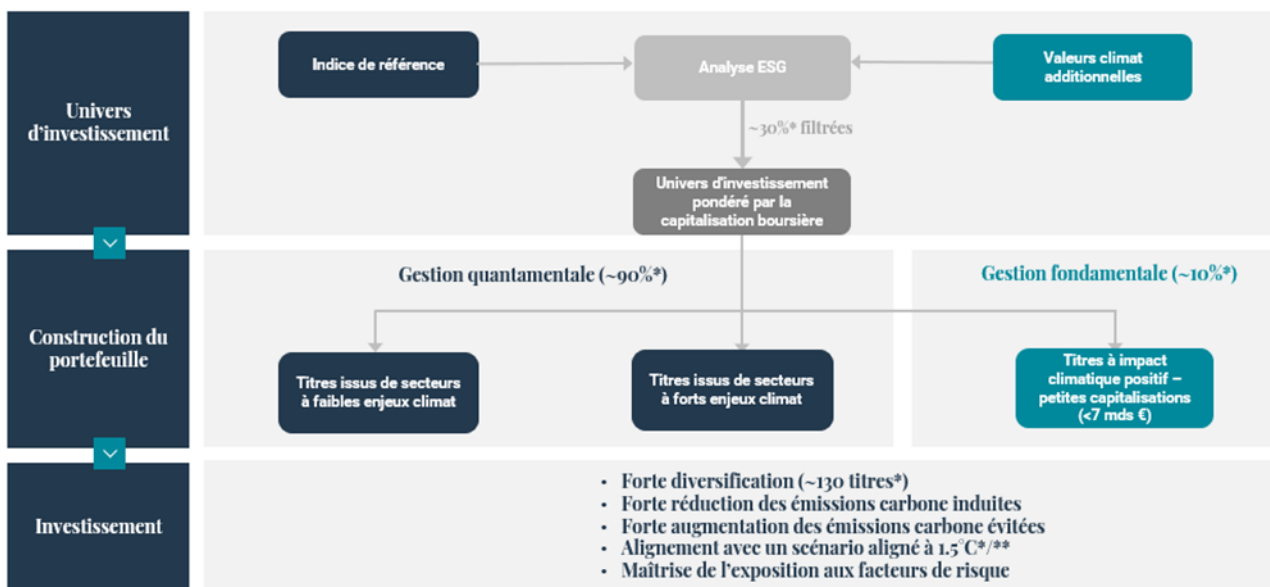 Univers
d'investissement
Indice de référence
Analyse ESG
Valeurs climat
additionnelles
~30%* filtrées
Univers d'investissement
pondéré par la
capitalisation boursière
Construction du
portefeuille
Gestion quantamentale (~90%*)
Gestion fondamentale (~10%*)
Titres issus de secteurs
à faibles enjeux climat
Titres issus de secteurs
à forts enjeux climat
Titres à impact
climatique positif –
petites capitalisations
(<7 mds €)
Investissement
• Forte diversification (~130 titres*)
• Forte réduction des émissions carbone induites
• Forte augmentation des émissions carbone évitées
• Alignement avec un scénario aligné à 1.5°C*/**
• Maîtrise de l'exposition aux facteurs de risque